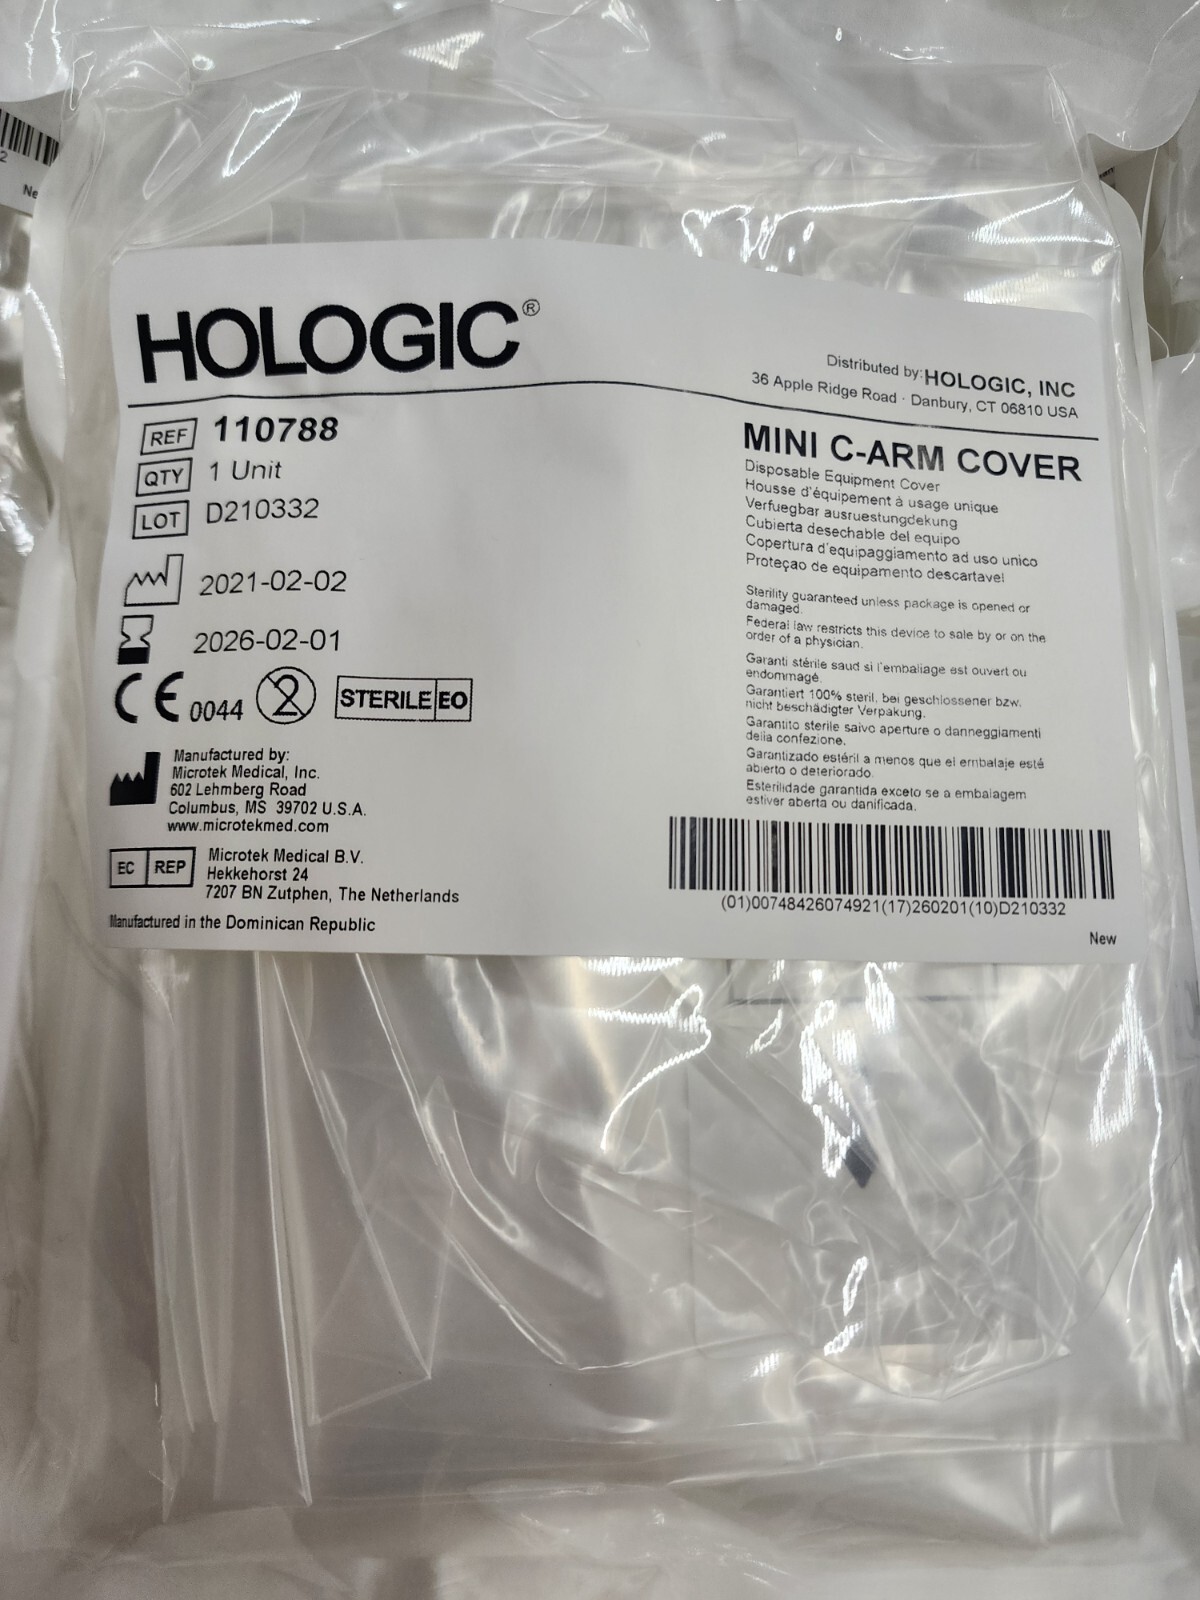 HOLOGIC®
Distributed by: HOLOGIC, INC
36 Apple Ridge Road · Danbury, CT 06810 USA
REF 110788
QTY 1 Unit
LOT D210332
2021-02-02
2026-02-01
CE 0044 2 STERILE EO
Manufactured by:
Microtek Medical, Inc.
602 Lehmberg Road
Columbus, MS 39702 U.S.A.
www.microtekmed.com
EC REP
Microtek Medical B.V.
Hekkehorst 24
7207 BN Zutphen, The Netherlands
Manufactured in the Dominican Republic
MINI C-ARM COVER
Disposable Equipment Cover
Housse d'équipement à usage unique
Verfuegbar ausruestungdekung
Cubierta desechable del equipo
Copertura d'equipaggiamento ad uso unico
Proteçao de equipamento descartavel
Sterility guaranteed unless package is opened or
damaged.
Federal law restricts this device to sale by or on the
order of a physician.
Garanti stérile saud si l'embaliage est ouvert ou
endommagé.
Garantiert 100% steril, bei geschlossener bzw.
nicht beschädigter Verpakung.
Garantito sterile salvo aperture o danneggiamenti
della confezione.
Garantizado estéril a menos que el embalaje esté
abierto o deteriorado.
Esterilidade garantida exceto se a embalagem
estiver aberta ou danificada.
(01)00748426074921(17)260201(10)D210332
New
2
Ne